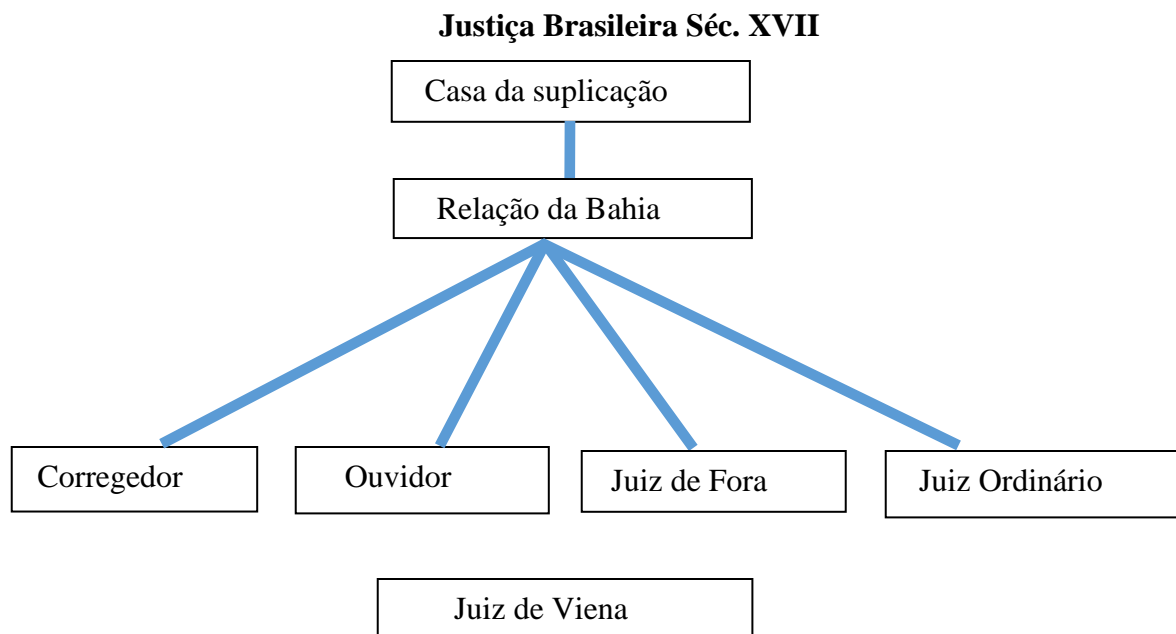 Justiça Brasileira Séc. XVII
Casa da suplicação
Relação da Bahia
Corregedor
Ouvidor
Juiz de Fora
Juiz Ordinário
Juiz de Viena